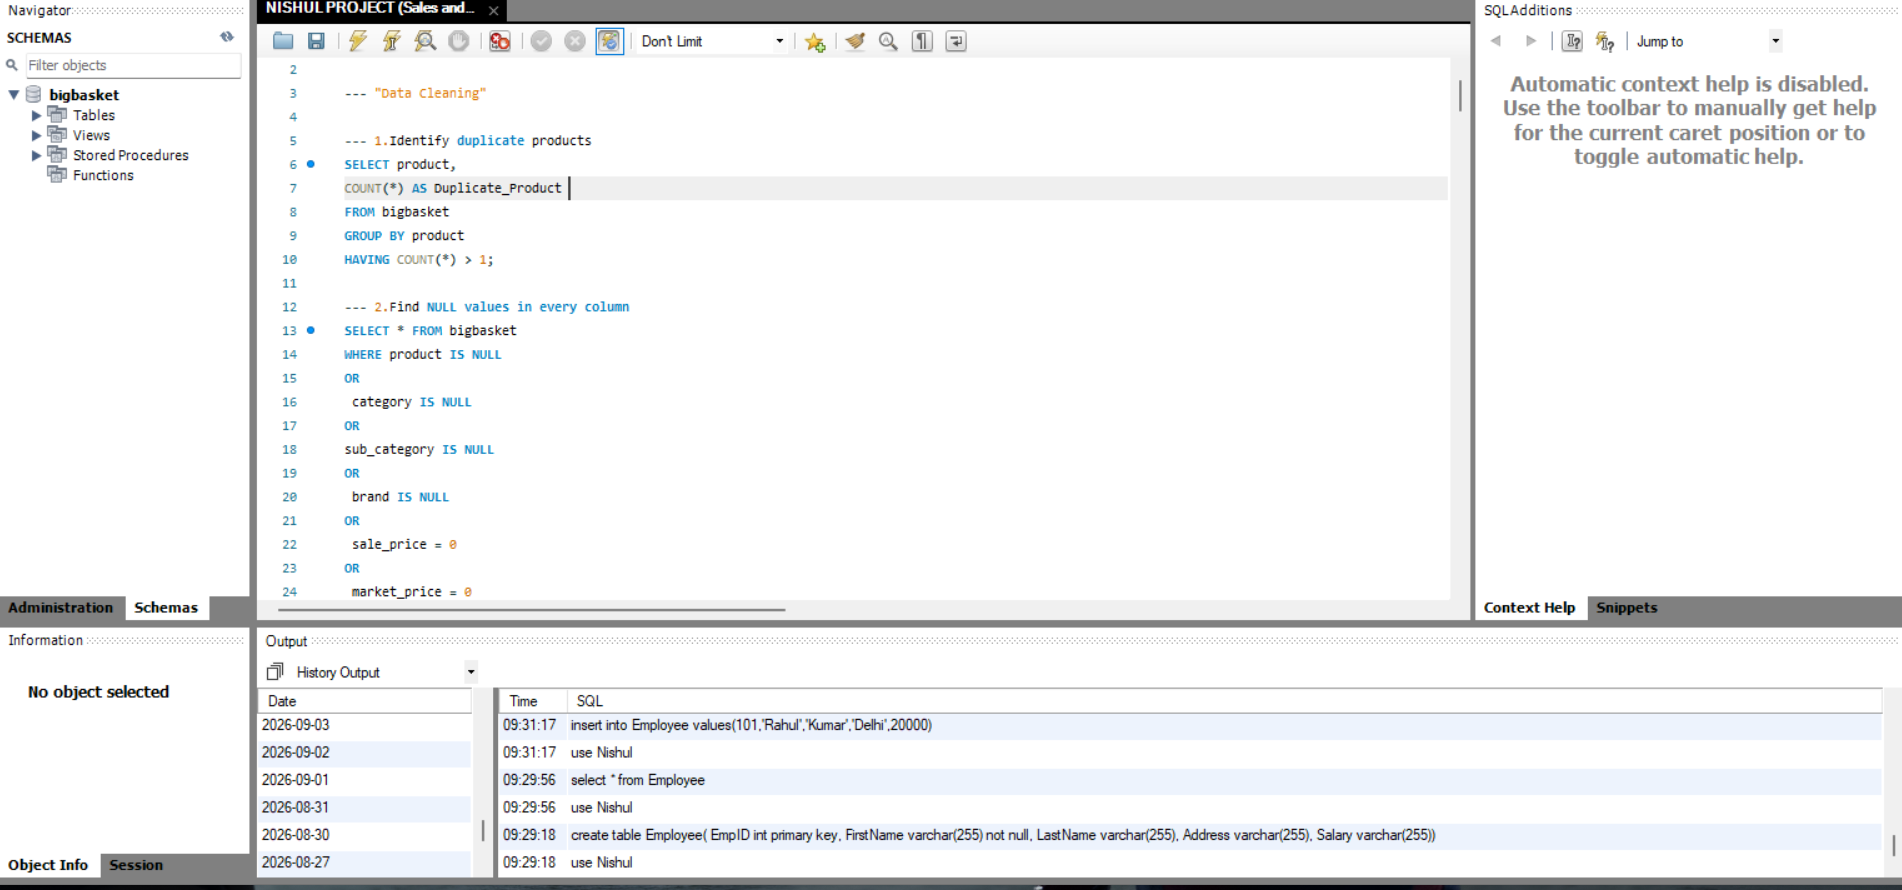 Navigator
SCHEMAS
Filter objects
bigbasket
Tables
Views
Stored Procedures
Functions
Administration
Schemas
Information
No object selected
Object Info
Session
NISHUL PROJECT (Sales and...
Don't Limit
2
3 --- "Data Cleaning"
4
5 --- 1.Identify duplicate products
6 SELECT product,
7 COUNT(*) AS Duplicate_Product
8 FROM bigbasket
9 GROUP BY product
10 HAVING COUNT(*) > 1;
11
12 --- 2.Find NULL values in every column
13 SELECT * FROM bigbasket
14 WHERE product IS NULL
15 OR
16 category IS NULL
17 OR
18 sub_category IS NULL
19 OR
20 brand IS NULL
21 OR
22 sale_price = 0
23 OR
24 market_price = 0
SQLAdditions
Jump to
Automatic context help is disabled.
Use the toolbar to manually get help
for the current caret position or to
toggle automatic help.
Context Help
Snippets
Output
History Output
Date
2026-09-03
2026-09-02
2026-09-01
2026-08-31
2026-08-30
2026-08-27
Time SQL
09:31:17 insert into Employee values(101,'Rahul','Kumar','Delhi',20000)
09:31:17 use Nishul
09:29:56 select * from Employee
09:29:56 use Nishul
09:29:18 create table Employee( EmpID int primary key, FirstName varchar(255) not null, LastName varchar(255), Address varchar(255), Salary varchar(255))
09:29:18 use Nishul